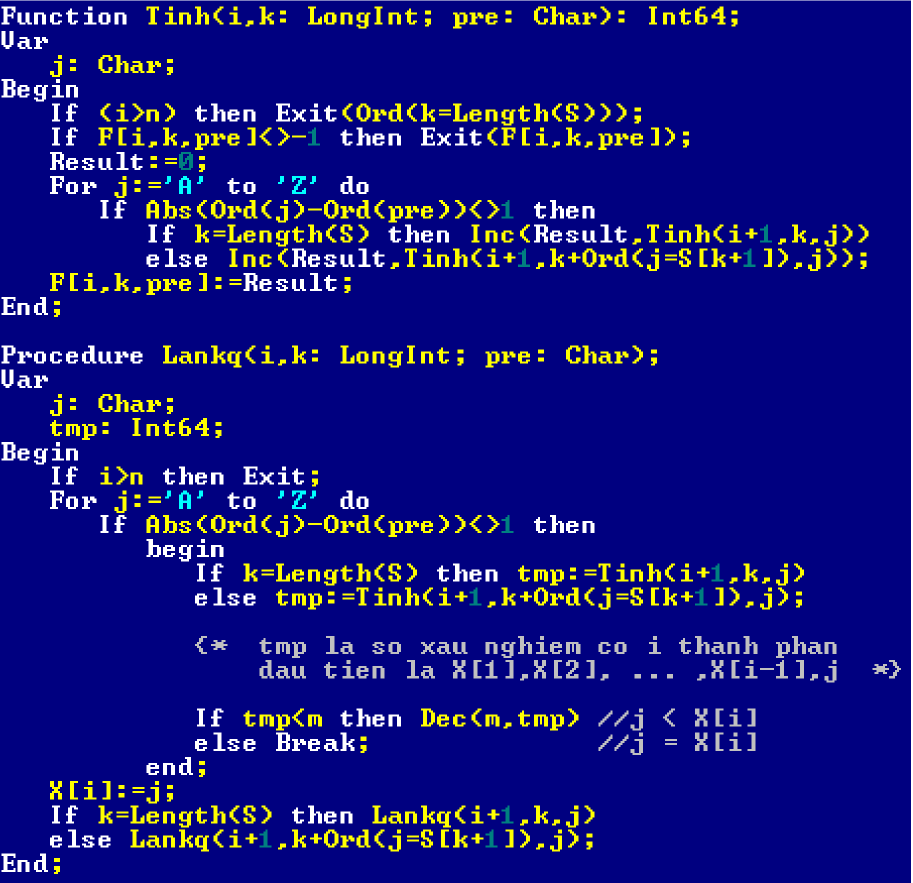 Function Tinh(i,k: LongInt; pre: Char): Int64;
Var
   j: Char;
Begin
   If (i>n) then Exit(Ord(k=Length(S)));
   If F[i,k,pre]<>-1 then Exit(F[i,k,pre]);
   Result:=0;
   For j:='A' to 'Z' do
      If Abs(Ord(j)-Ord(pre))<>1 then
         If k=Length(S) then Inc(Result,Tinh(i+1,k,j))
         else Inc(Result,Tinh(i+1,k+Ord(j=S[k+1]),j));
   F[i,k,pre]:=Result;
End;

Procedure Lankq(i,k: LongInt; pre: Char);
Var
   j: Char;
   tmp: Int64;
Begin
   If i>n then Exit;
   For j:='A' to 'Z' do
      If Abs(Ord(j)-Ord(pre))<>1 then
         begin
            If k=Length(S) then tmp:=Tinh(i+1,k,j)
            else tmp:=Tinh(i+1,k+Ord(j=S[k+1]),j);

            {*  tmp la so xau nghiem co i thanh phan
                dau tien la X[1],X[2], ... ,X[i-1],j  *}

            If tmp<m then Dec(m,tmp) //j < X[i]
            else Break;              //j = X[i]
         end;
   X[i]:=j;
   If k=Length(S) then Lankq(i+1,k,j)
   else Lankq(i+1,k+Ord(j=S[k+1]),j);
End;